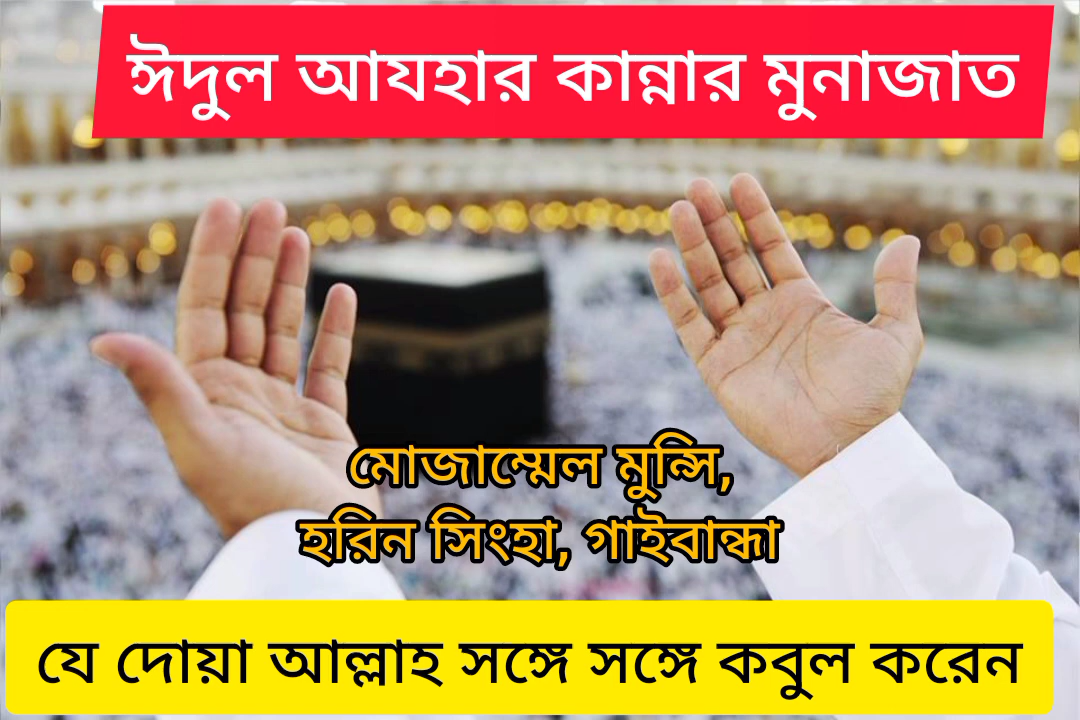 ঈদুল আযহার কান্নার মুনাজাত
মোজাম্মেল মুন্সি,
হরিন সিংহা, গাইবান্ধা
যে দোয়া আল্লাহ সঙ্গে সঙ্গে কবুল করেন